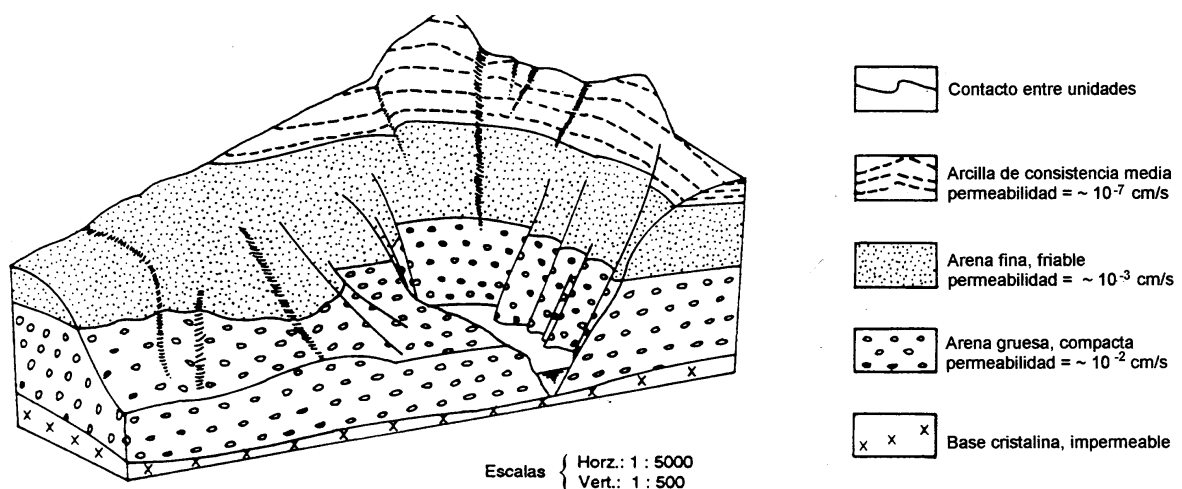 Contacto entre unidades
Arcilla de consistencia media
permeabilidad = ~ 10⁻⁷ cm/s
Arena fina, friable
permeabilidad = ~ 10⁻³ cm/s
Arena gruesa, compacta
permeabilidad = ~ 10⁻² cm/s
Base cristalina, impermeable
Escalas { Horz.: 1 : 5000
Vert.: 1 : 500